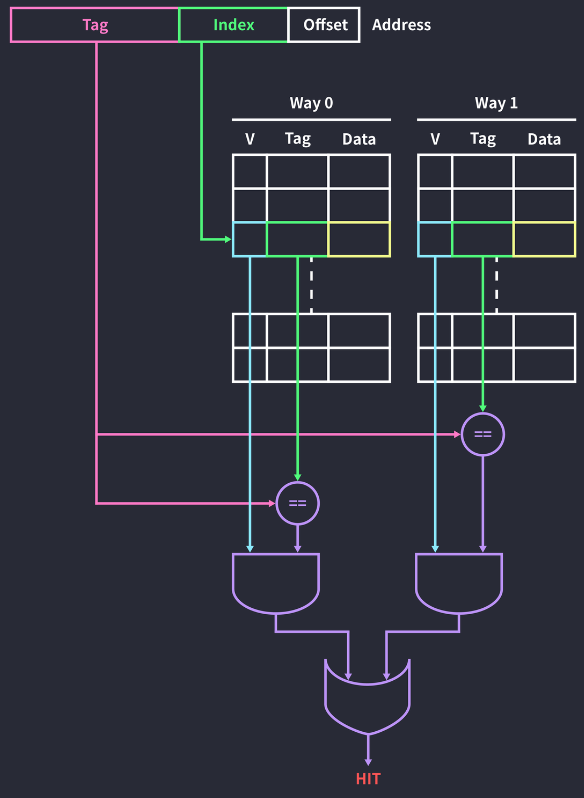 Tag Index Offset Address
Way 0 Way 1
V Tag Data V Tag Data
==
==
HIT